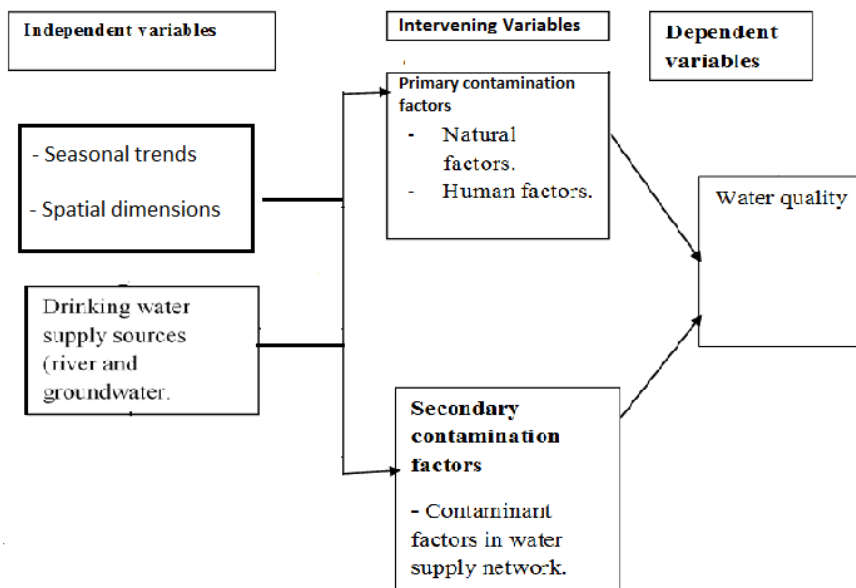 Independent variables
Intervening Variables
Dependent
variables
- Seasonal trends
- Spatial dimensions
Drinking water
supply sources
(river and
groundwater.
Primary contamination
factors
- Natural
factors.
- Human factors.
Secondary
contamination
factors
- Contaminant
factors in water
supply network.
Water quality